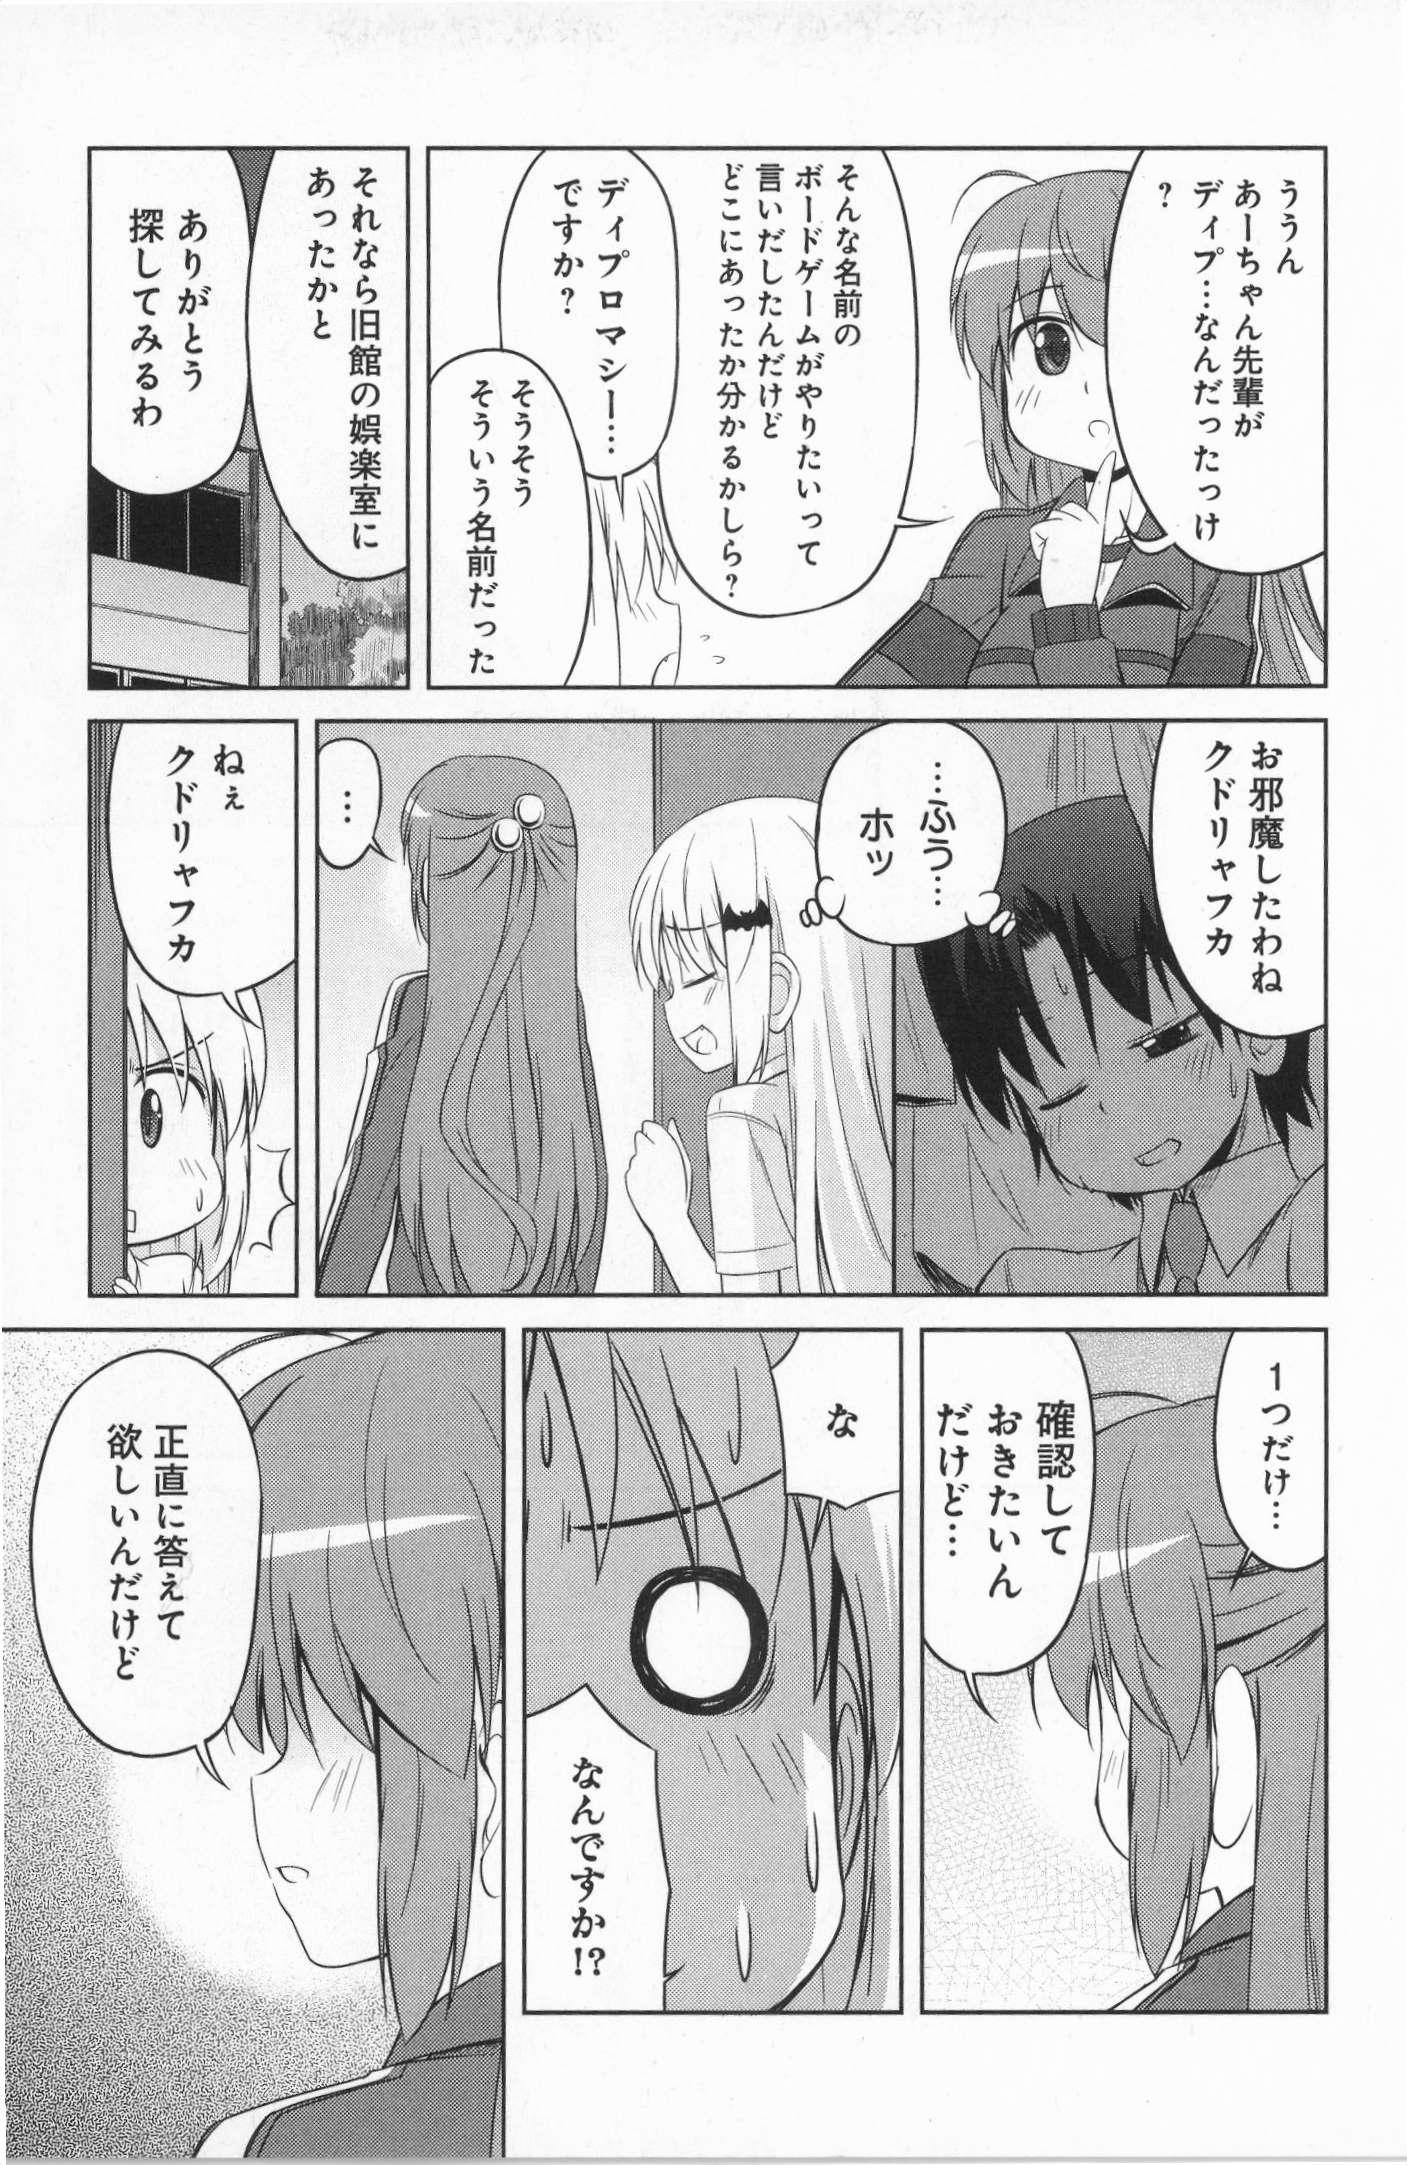 ううん
あーちゃん先輩が
ディプ…なんだったっけ
?
そんな名前の
ボードゲームがやりたいって
言いだしたんだけど
どこにあったか分かるかしら?
ディプロマシー…
ですか?
そうそう
そういう名前だった
それなら旧館の娯楽室に
あったかと
ありがとう
探してみるわ
お邪魔したわね
クドリャフカ
…ふう…
ホッ
…
ねぇ
クドリャフカ
1つだけ…
確認して
おきたいん
だけど…
な
なんですか!?
正直に答えて
欲しいんだけど